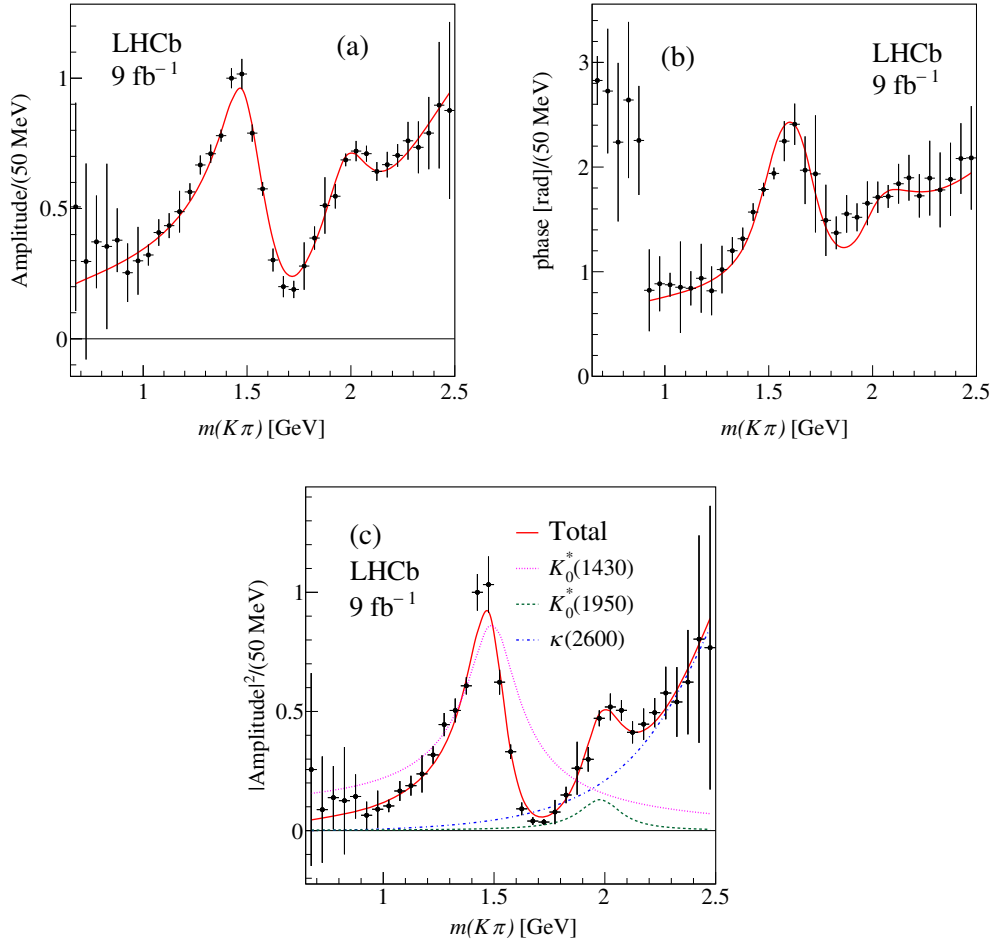 LHCb
9 fb⁻¹
(a)
Amplitude/(50 MeV)
1
0.5
0
1
1.5
2
2.5
m(Kπ) [GeV]
(b)
LHCb
9 fb⁻¹
phase [rad]/(50 MeV)
3
2
1
0
1
1.5
2
2.5
m(Kπ) [GeV]
(c)
LHCb
9 fb⁻¹
Total
K*₀(1430)
K*₀(1950)
κ(2600)
|Amplitude|²/(50 MeV)
1
0.5
0
1
1.5
2
2.5
m(Kπ) [GeV]